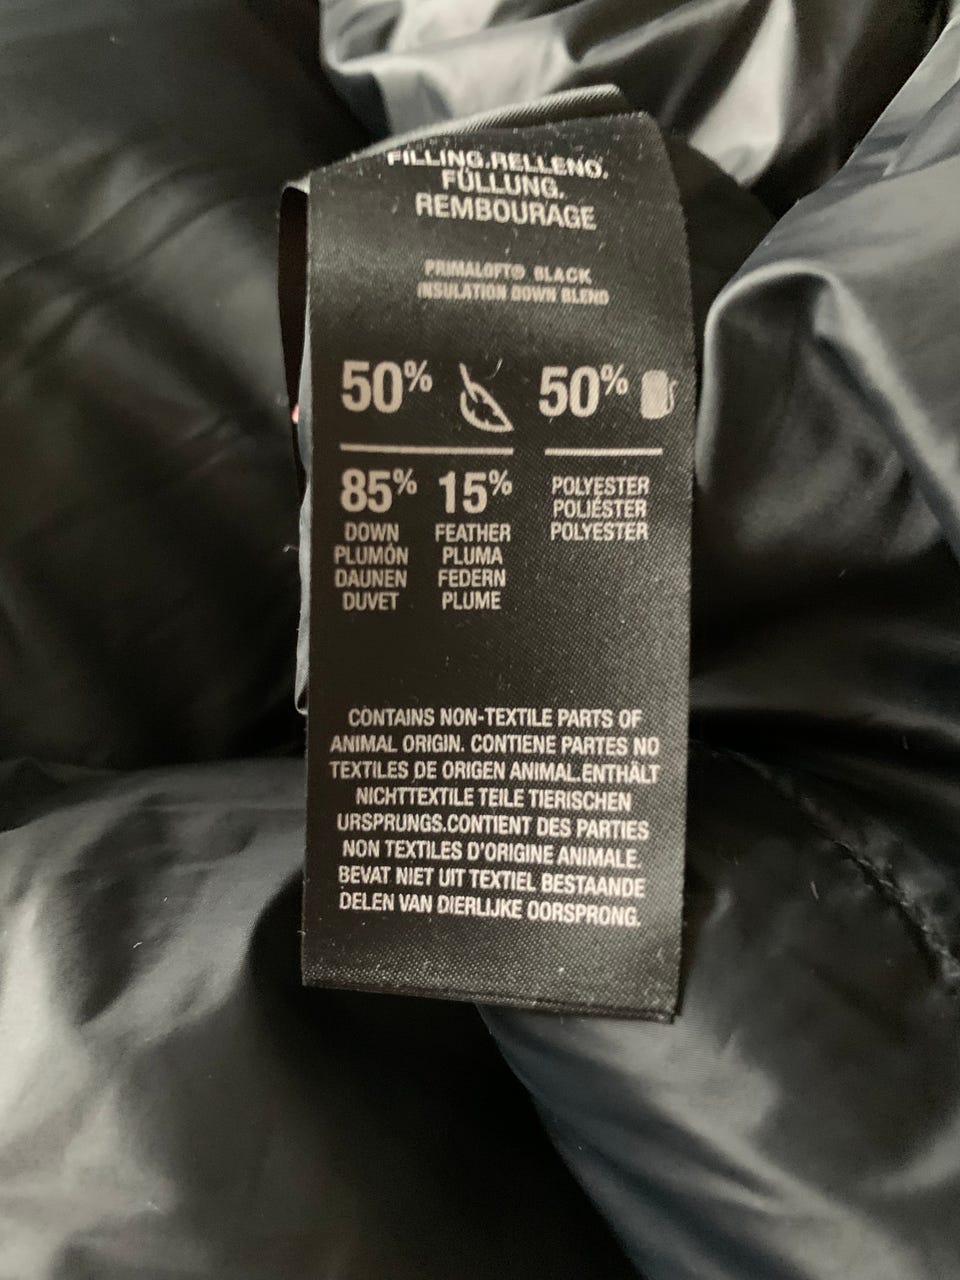 FILLING.RELLENO.
FÜLLUNG.
REMBOURAGE
PRIMALOFT® BLACK
INSULATION DOWN BLEND
50% 50%
85% 15% POLYESTER
POLIÉSTER
POLYESTER
DOWN FEATHER
PLUMÓN PLUMA
DAUNEN FEDERN
DUVET PLUME
CONTAINS NON-TEXTILE PARTS OF
ANIMAL ORIGIN. CONTIENE PARTES NO
TEXTILES DE ORIGEN ANIMAL.ENTHÄLT
NICHTTEXTILE TEILE TIERISCHEN
URSPRUNGS.CONTIENT DES PARTIES
NON TEXTILES D'ORIGINE ANIMALE.
BEVAT NIET UIT TEXTIEL BESTAANDE
DELEN VAN DIERLIJKE OORSPRONG.